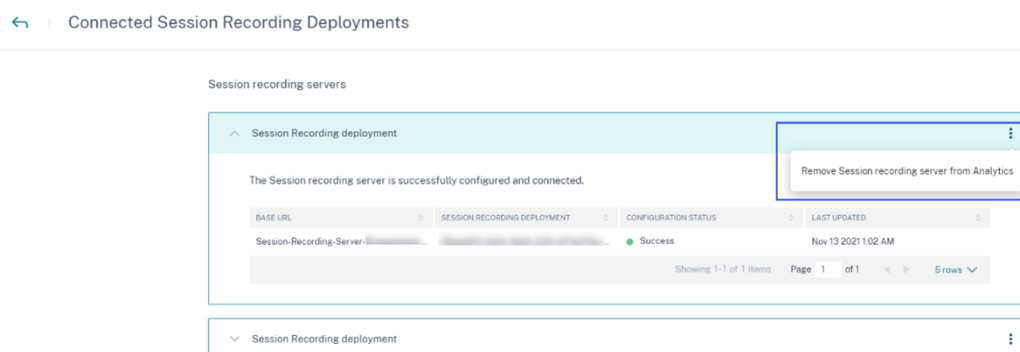 Connected Session Recording Deployments
Session recording servers
Session Recording deployment
Remove Session recording server from Analytics
The Session recording server is successfully configured and connected.
BASE URL SESSION RECORDING DEPLOYMENT CONFIGURATION STATUS LAST UPDATED
Session-Recording-Server- ... ... Success Nov 13 2021 1:02 AM
Showing 1-1 of 1 items Page 1 of 1 5 rows
Session Recording deployment